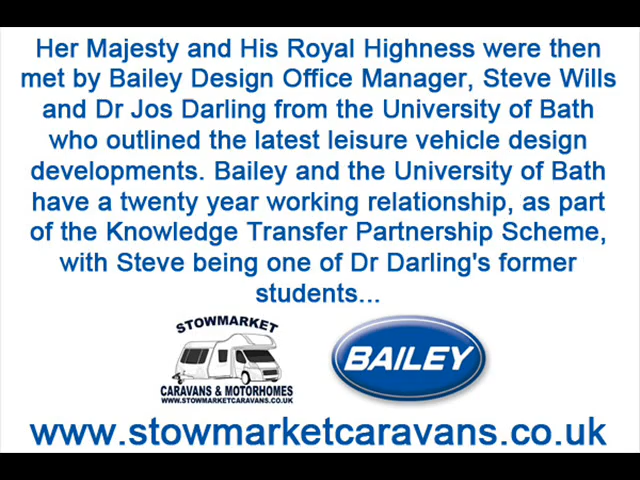 Her Majesty and His Royal Highness were then
met by Bailey Design Office Manager, Steve Wills
and Dr Jos Darling from the University of Bath
who outlined the latest leisure vehicle design
developments. Bailey and the University of Bath
have a twenty year working relationship, as part
of the Knowledge Transfer Partnership Scheme,
with Steve being one of Dr Darling's former
students...
STOWMARKET
CARAVANS & MOTORHOMES
WWW.STOWMARKETCARAVANS.CO.UK
BAILEY
www.stowmarketcaravans.co.uk